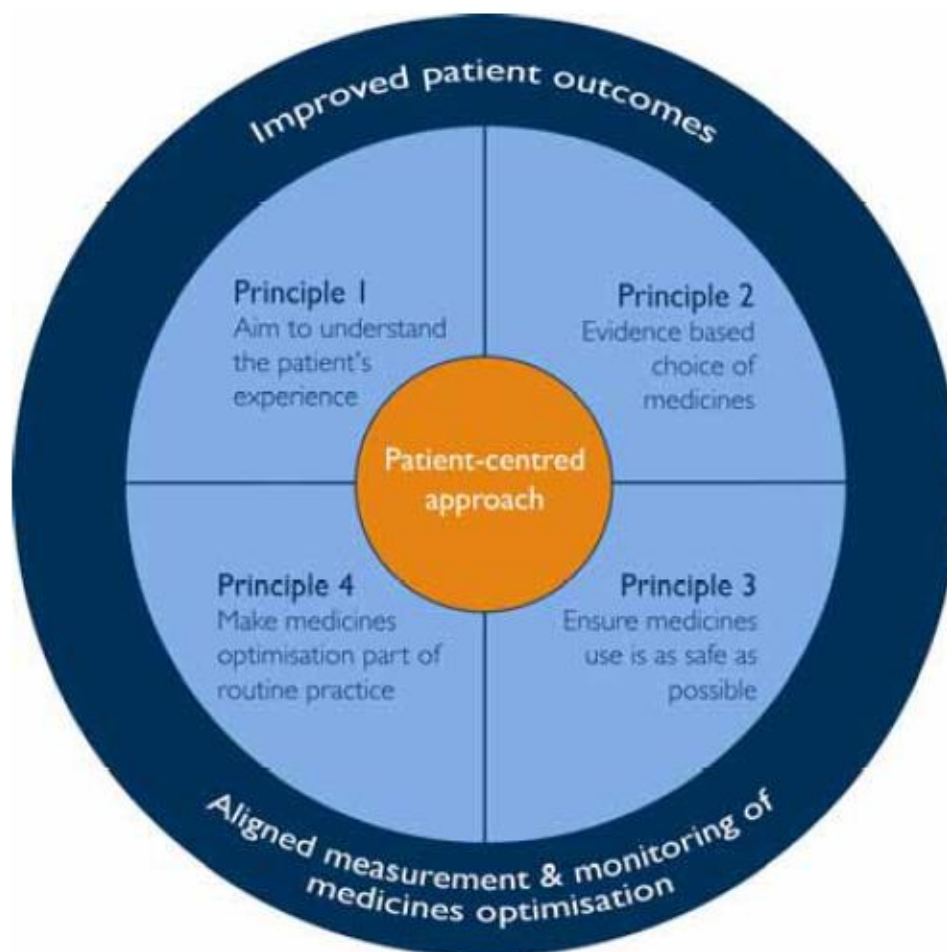 Improved patient outcomes
Principle 1
Aim to understand
the patient's
experience
Principle 2
Evidence based
choice of
medicines
Patient-centred
approach
Principle 4
Make medicines
optimisation part of
routine practice
Principle 3
Ensure medicines
use is as safe as
possible
Aligned measurement & monitoring of
medicines optimisation